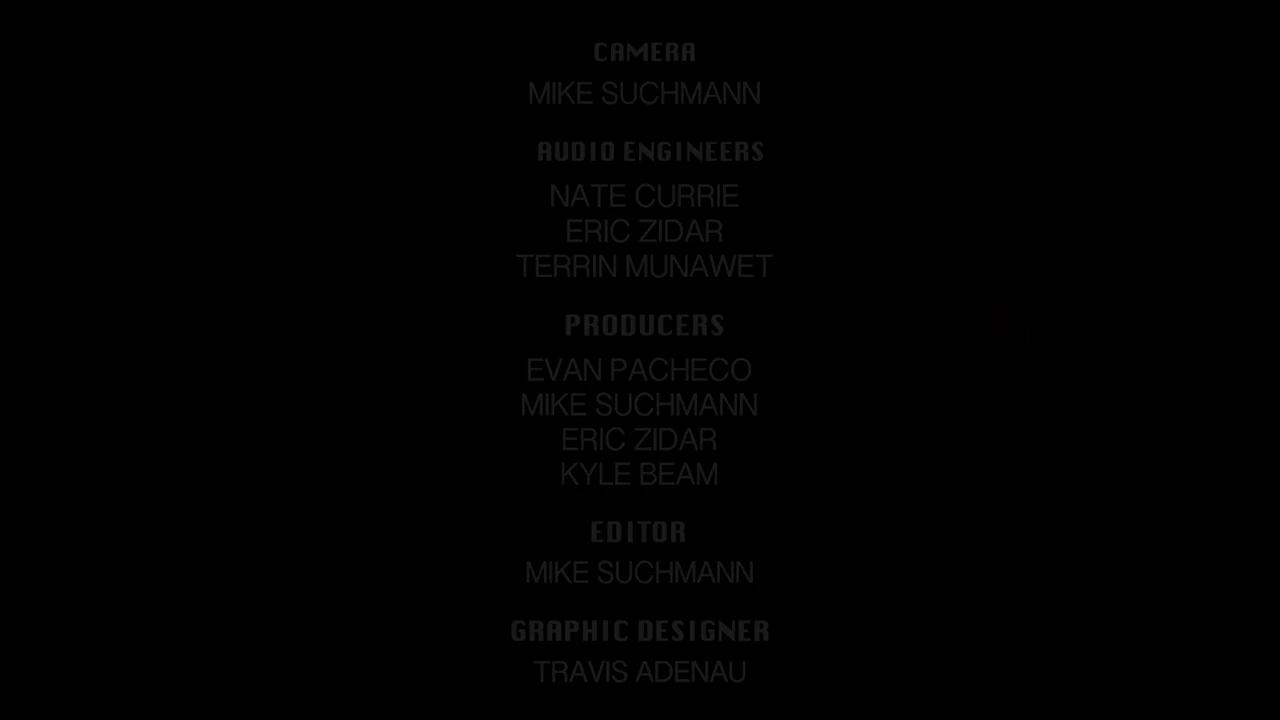 CAMERA
MIKE SUCHMANN
AUDIO ENGINEERS
NATE CURRIE
ERIC ZIDAR
TERRIN MUNAWET
PRODUCERS
EVAN PACHECO
MIKE SUCHMANN
ERIC ZIDAR
KYLE BEAM
EDITOR
MIKE SUCHMANN
GRAPHIC DESIGNER
TRAVIS ADENAU